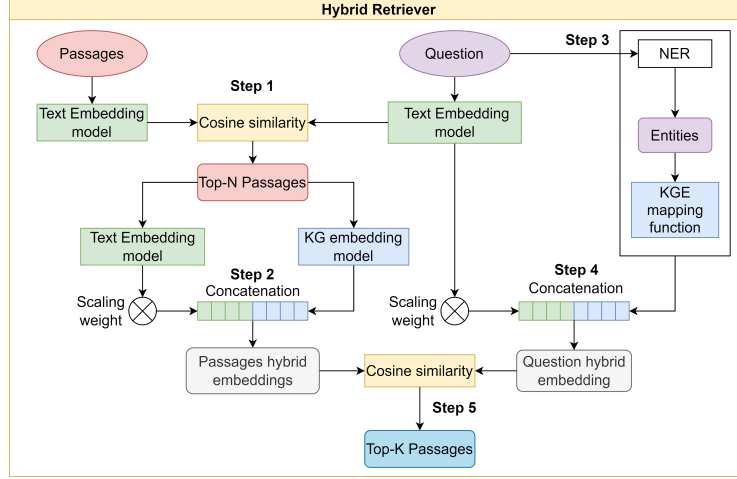 Hybrid Retriever
Passages
Question
Step 3
NER
Step 1
Text Embedding
model
Cosine similarity
Text Embedding
model
Entities
Top-N Passages
KGE
mapping
function
Text Embedding
model
KG embedding
model
Step 2
Concatenation
Step 4
Concatenation
Scaling
weight
Scaling
weight
Passages hybrid
embeddings
Cosine similarity
Question hybrid
embedding
Step 5
Top-K Passages